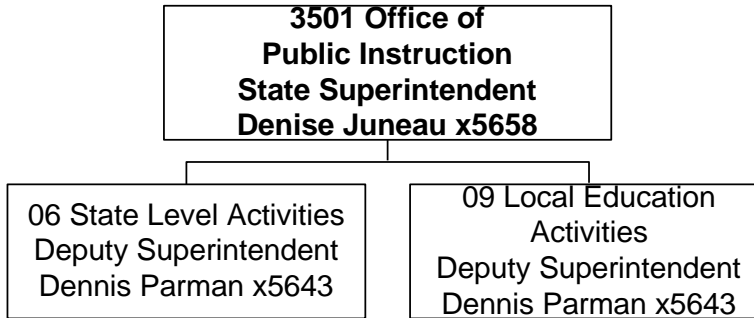 3501 Office of
Public Instruction
State Superintendent
Denise Juneau x5658
06 State Level Activities
Deputy Superintendent
Dennis Parman x5643
09 Local Education
Activities
Deputy Superintendent
Dennis Parman x5643